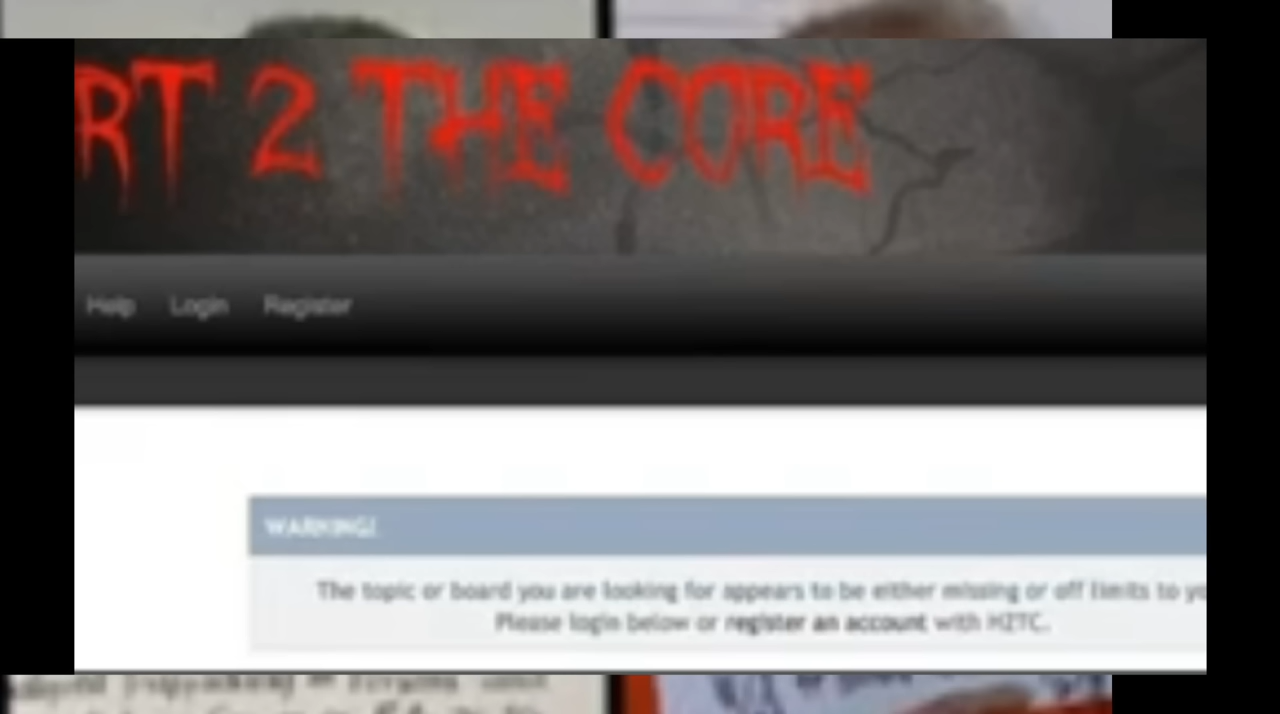 RT 2 THE CORE
Help Login Register
WARNING!
The topic or board you are looking for appears to be either missing or off limits to yo
Please login below or register an account with H2TC.